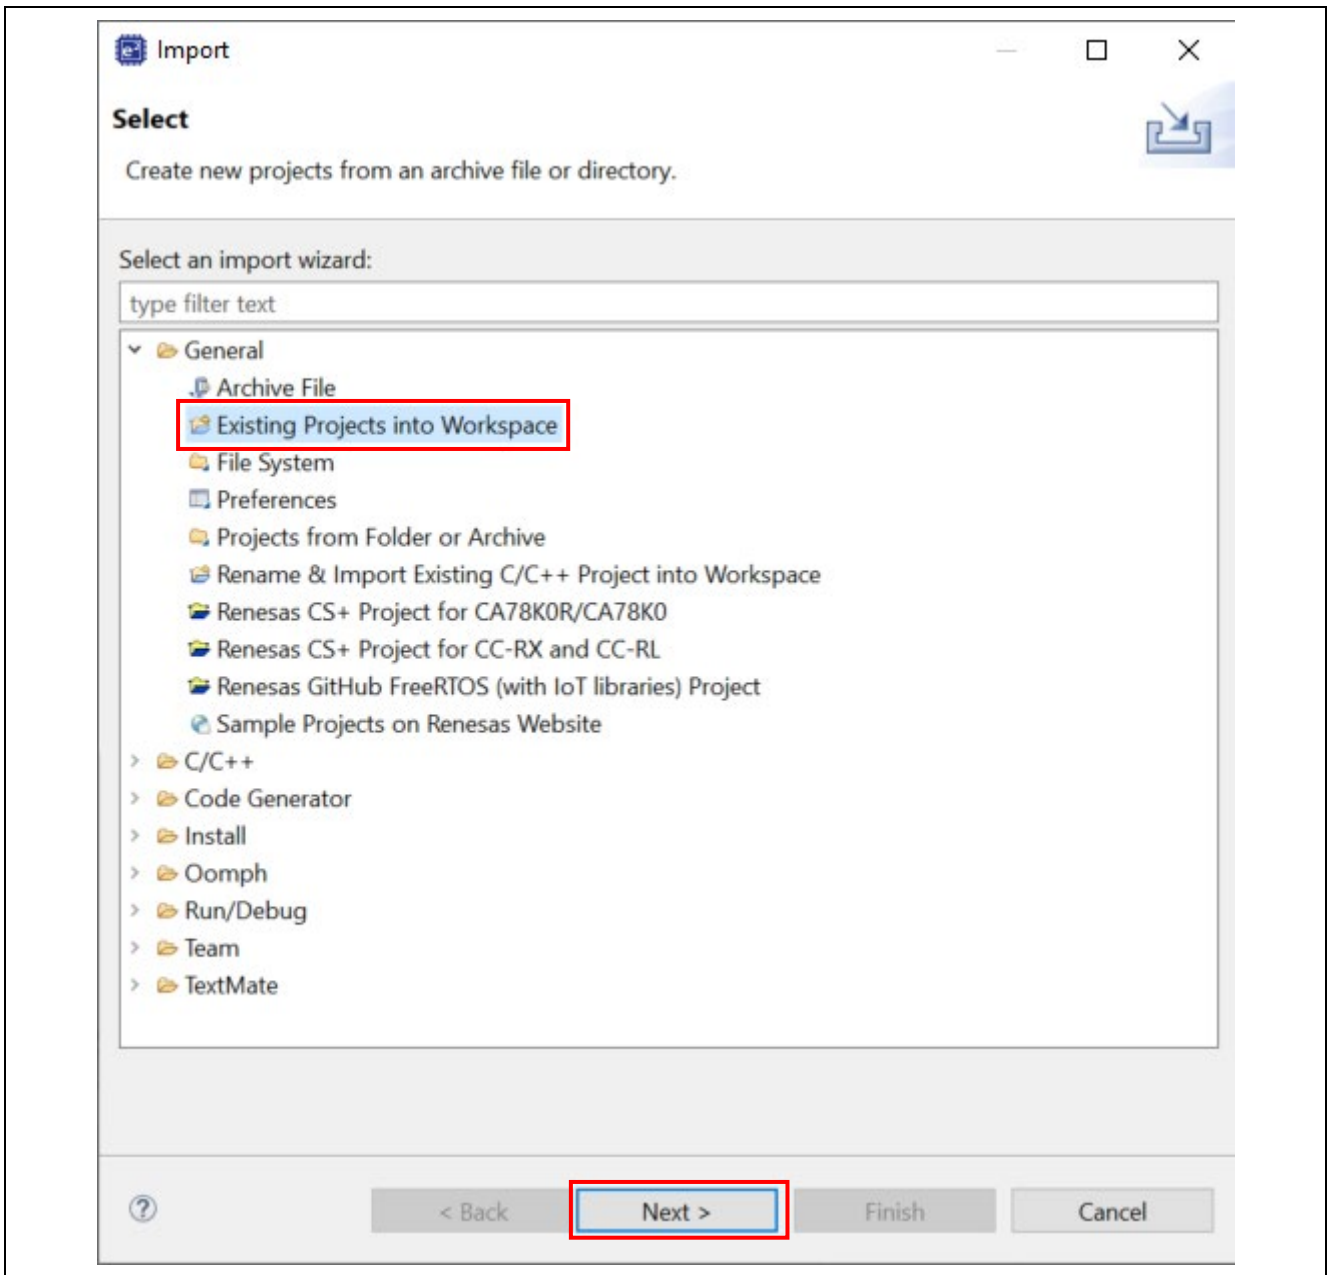 Import
Select
Create new projects from an archive file or directory.
Select an import wizard:
type filter text
General
Archive File
Existing Projects into Workspace
File System
Preferences
Projects from Folder or Archive
Rename & Import Existing C/C++ Project into Workspace
Renesas CS+ Project for CA78K0R/CA78K0
Renesas CS+ Project for CC-RX and CC-RL
Renesas GitHub FreeRTOS (with IoT libraries) Project
Sample Projects on Renesas Website
C/C++
Code Generator
Install
Oomph
Run/Debug
Team
TextMate
< Back Next > Finish Cancel